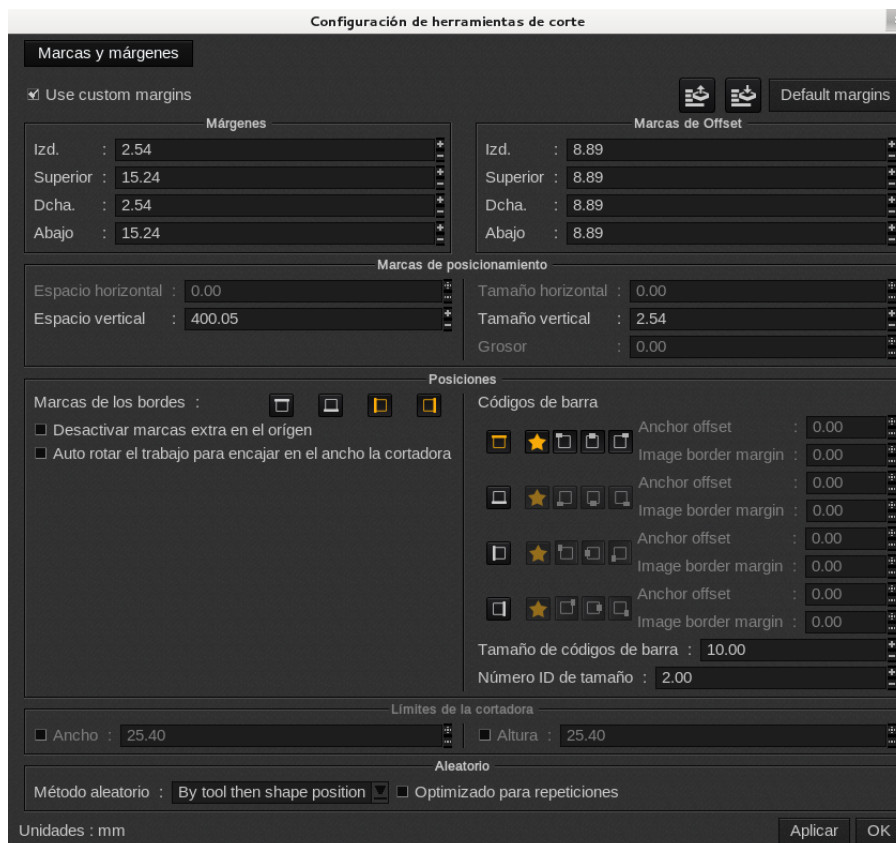 Configuración de herramientas de corte
Marcas y márgenes
Use custom margins
Default margins
Márgenes
Izd. : 2.54
Superior : 15.24
Dcha. : 2.54
Abajo : 15.24
Marcas de Offset
Izd. : 8.89
Superior : 8.89
Dcha. : 8.89
Abajo : 8.89
Marcas de posicionamiento
Espacio horizontal : 0.00
Espacio vertical : 400.05
Tamaño horizontal : 0.00
Tamaño vertical : 2.54
Grosor : 0.00
Posiciones
Marcas de los bordes :
Desactivar marcas extra en el orígen
Auto rotar el trabajo para encajar en el ancho la cortadora
Códigos de barra
Anchor offset : 0.00
Image border margin : 0.00
Anchor offset : 0.00
Image border margin : 0.00
Anchor offset : 0.00
Image border margin : 0.00
Anchor offset : 0.00
Image border margin : 0.00
Tamaño de códigos de barra : 10.00
Número ID de tamaño : 2.00
Límites de la cortadora
Ancho : 25.40
Altura : 25.40
Aleatorio
Método aleatorio : By tool then shape position
Optimizado para repeticiones
Unidades : mm
Aplicar
OK